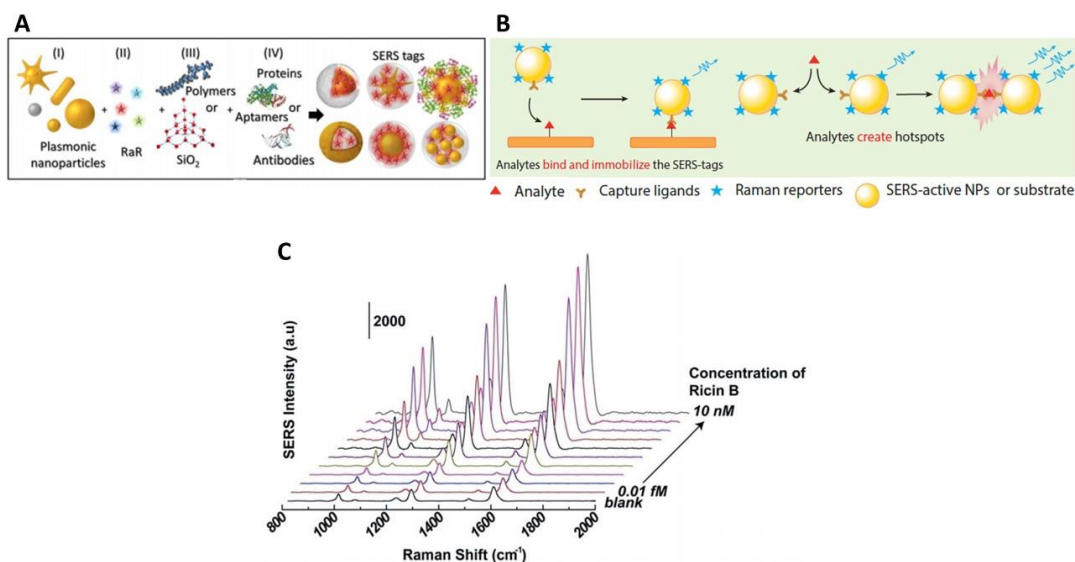 A
(I)
(II)
(III)
(IV)
SERS tags
Proteins
Polymers
or
or
Aptamers
+
+
+
Plasmonic
nanoparticles
RaR
SiO2
Antibodies
B
Analytes bind and immobilize the SERS-tags
Analytes create hotspots
Analyte
Capture ligands
Raman reporters
SERS-active NPs or substrate
C
2000
SERS Intensity (a.u)
Concentration of
Ricin B
10 nM
0.01 fM
blank
800
1000
1200
1400
1600
1800
2000
Raman Shift (cm-1)